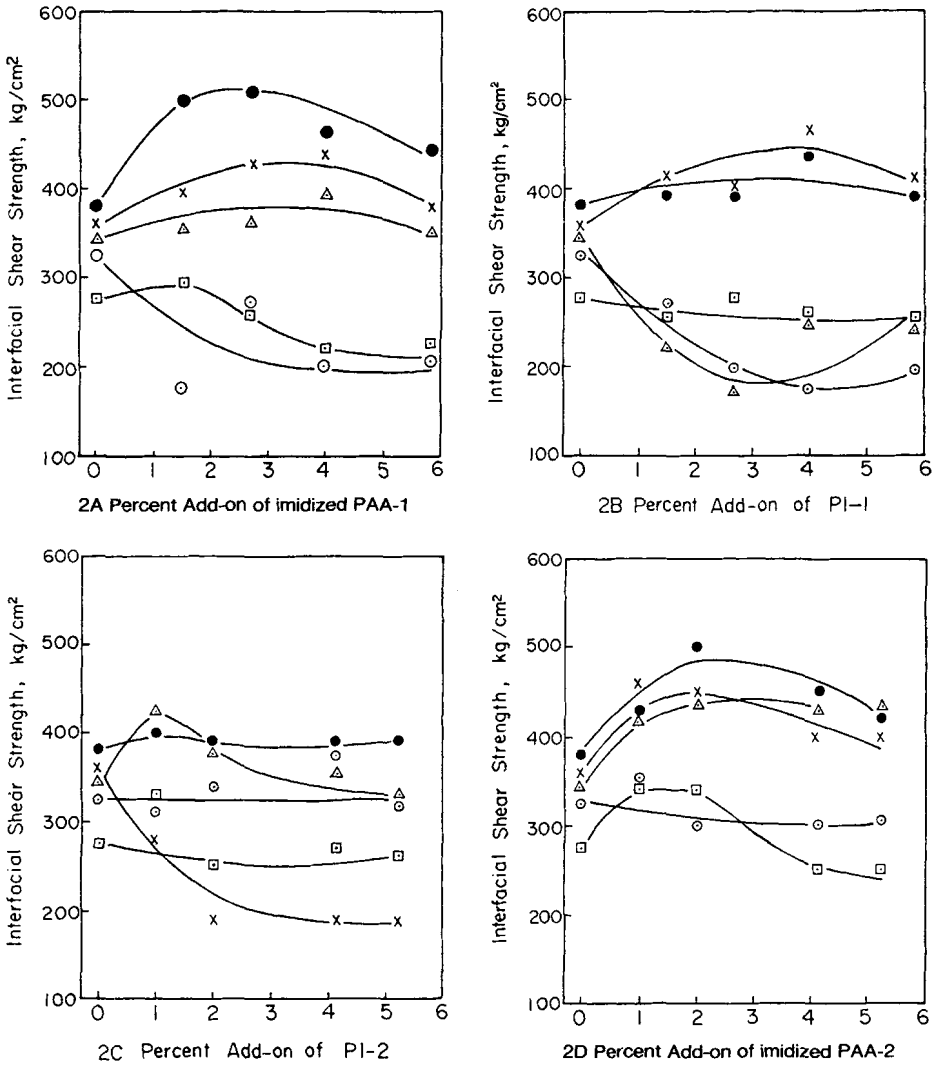 600
500
400
300
200
100
Interfacial Shear Strength, kg/cm²
0 1 2 3 4 5 6
2A Percent Add-on of imidized PAA-1
600
500
400
300
200
100
Interfacial Shear Strength, kg/cm²
0 1 2 3 4 5 6
2B Percent Add-on of PI-1
600
500
400
300
200
100
Interfacial Shear Strength, kg/cm²
0 1 2 3 4 5 6
2C Percent Add-on of PI-2
600
500
400
300
200
100
Interfacial Shear Strength, kg/cm²
0 1 2 3 4 5 6
2D Percent Add-on of imidized PAA-2